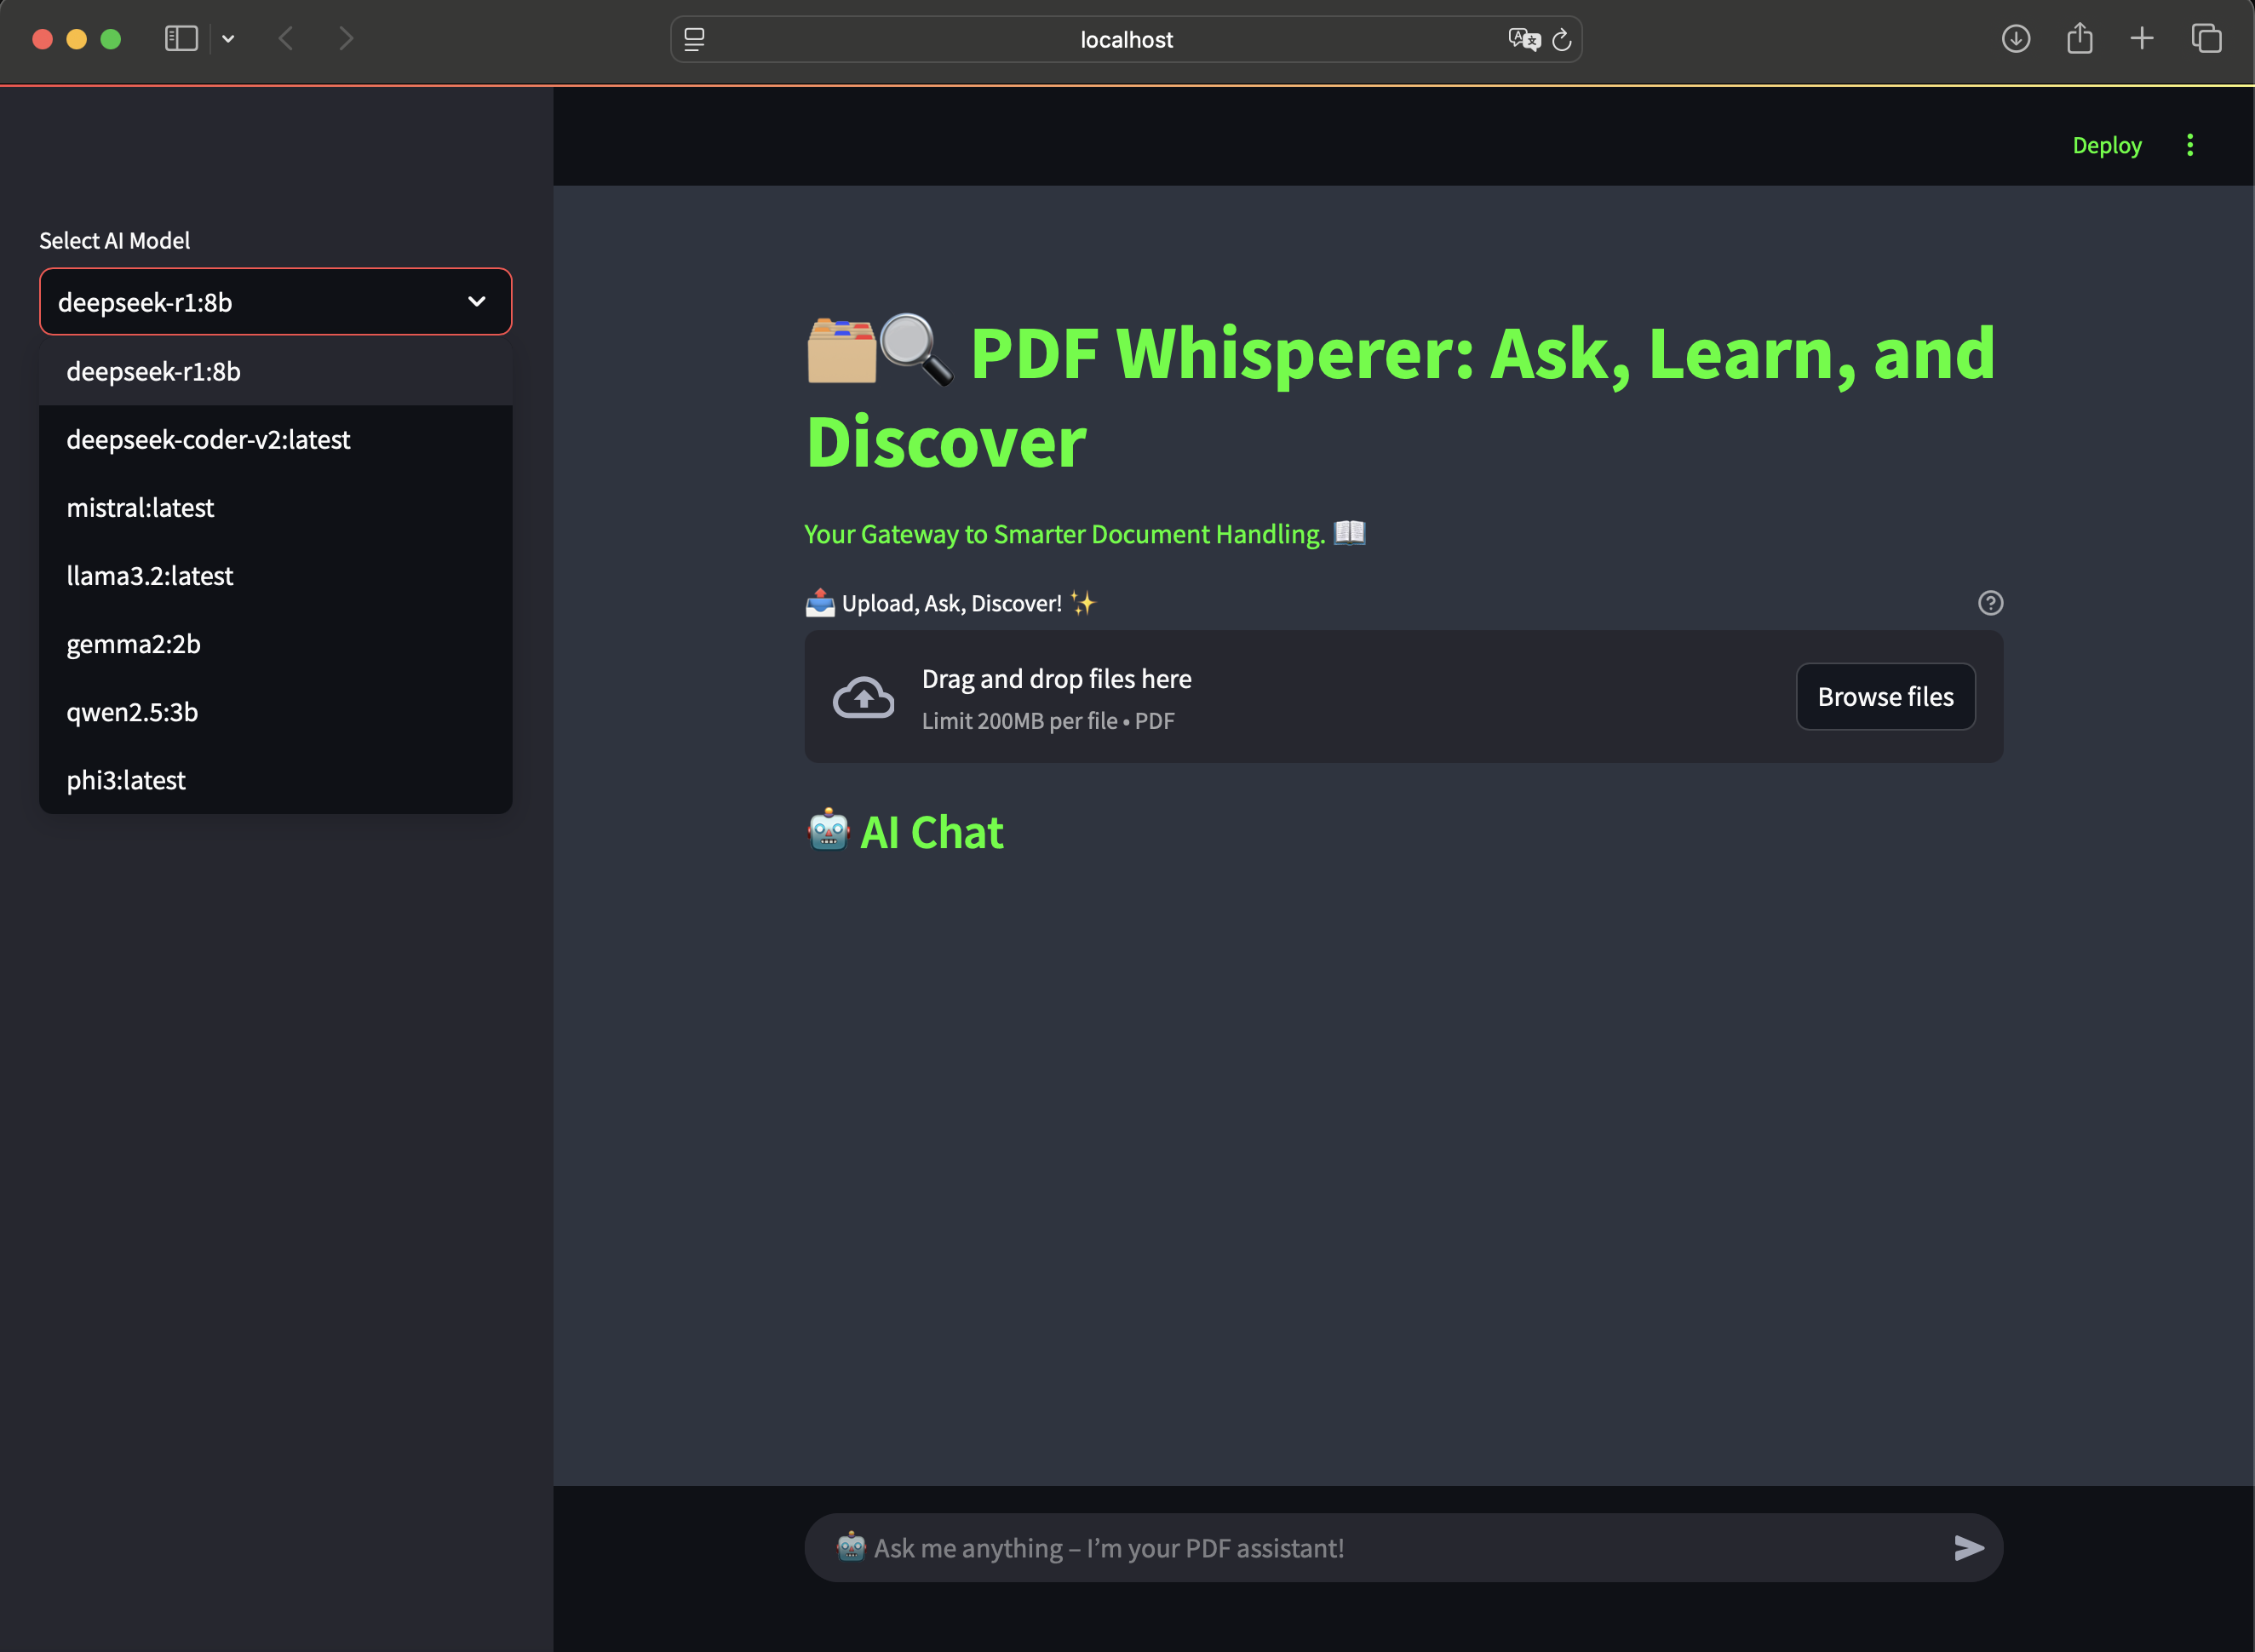 localhost
Deploy
Select AI Model
deepseek-r1:8b
deepseek-r1:8b
deepseek-coder-v2:latest
mistral:latest
llama3.2:latest
gemma2:2b
qwen2.5:3b
phi3:latest
PDF Whisperer: Ask, Learn, and
Discover
Your Gateway to Smarter Document Handling.
Upload, Ask, Discover!
Drag and drop files here
Limit 200MB per file • PDF
Browse files
AI Chat
Ask me anything – I’m your PDF assistant!